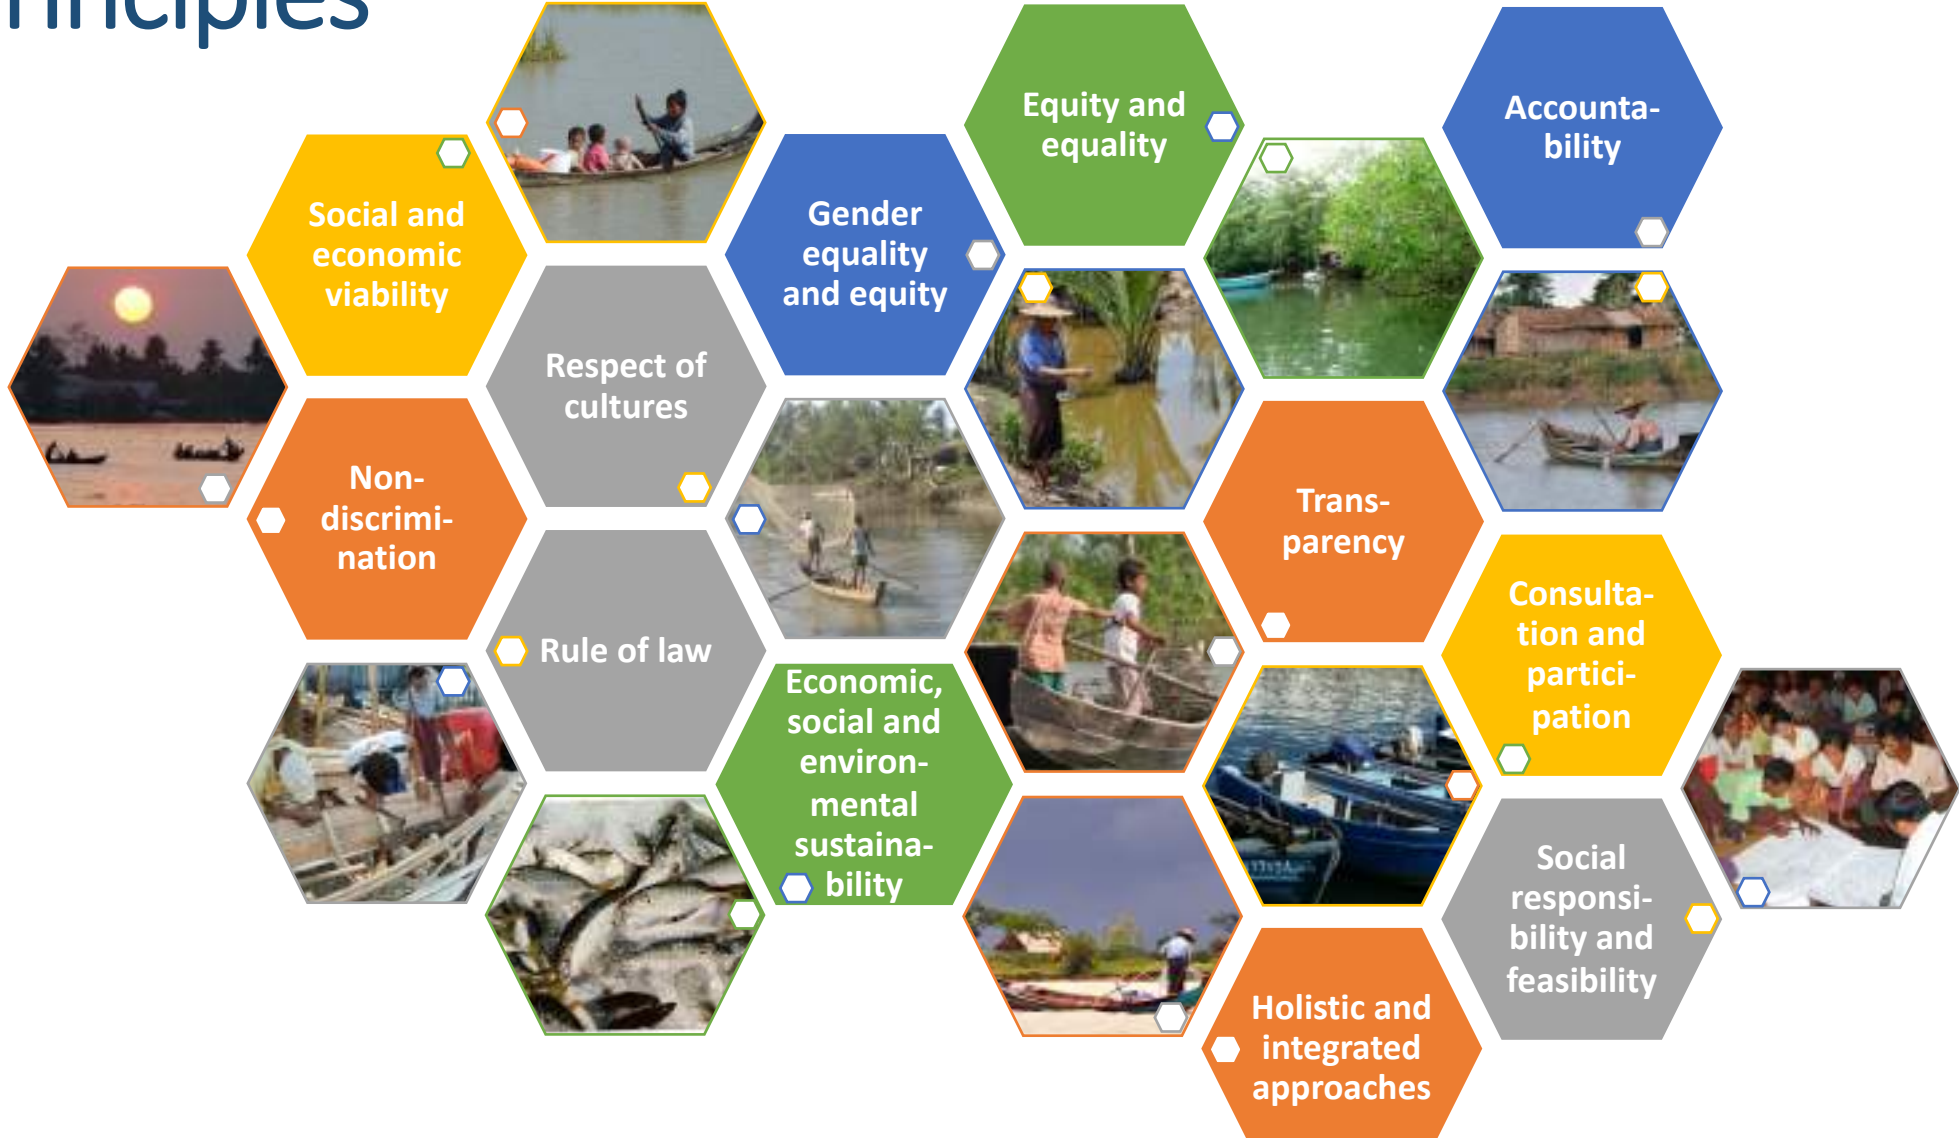 rinciples
Equity and
equality
Accounta-
bility
Social and
economic
viability
Gender
equality
and equity
Respect of
cultures
Non-
discrimi-
nation
Trans-
parency
Rule of law
Consulta-
tion and
partici-
pation
Economic,
social and
environ-
mental
sustaina-
bility
Social
responsi-
bility and
feasibility
Holistic and
integrated
approaches